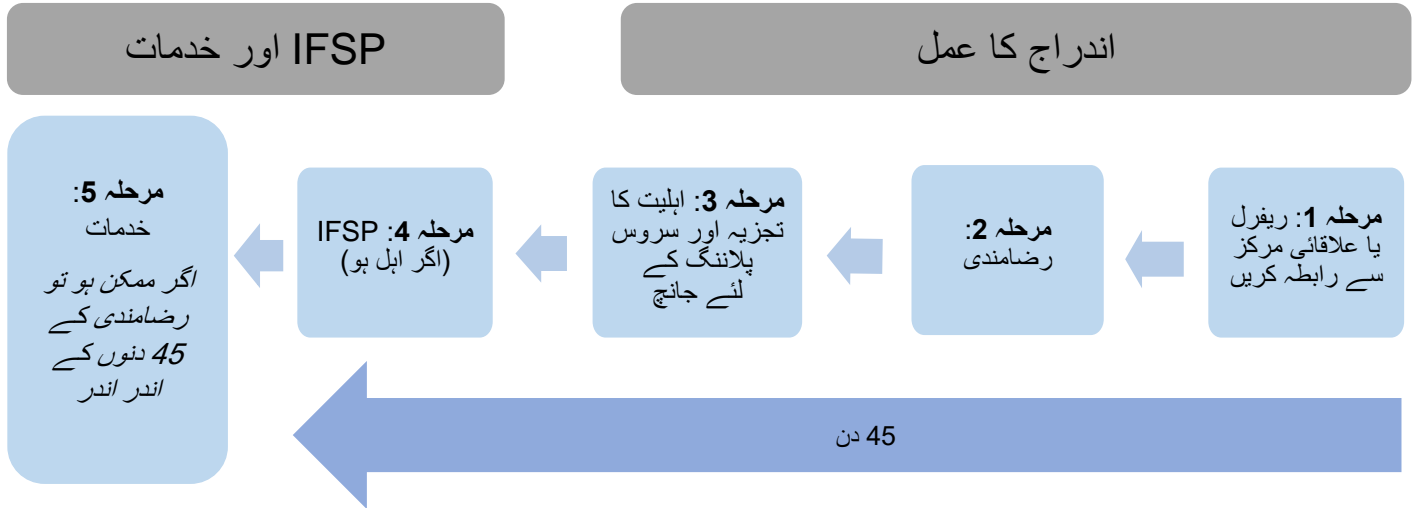 اندراج کا عمل
IFSP اور خدمات
مرحلہ 1: ریفرل
یا علاقائی مرکز
سے رابطہ کریں
مرحلہ 2:
رضامندی
مرحلہ 3: اہلیت کا
تجزیہ اور سروس
پلاننگ کے
لئے جانچ
مرحلہ 4: IFSP
(اگر اہل ہو)
مرحلہ 5:
خدمات
اگر ممکن ہو تو
رضامندی کے
45 دنوں کے
اندر اندر
45 دن